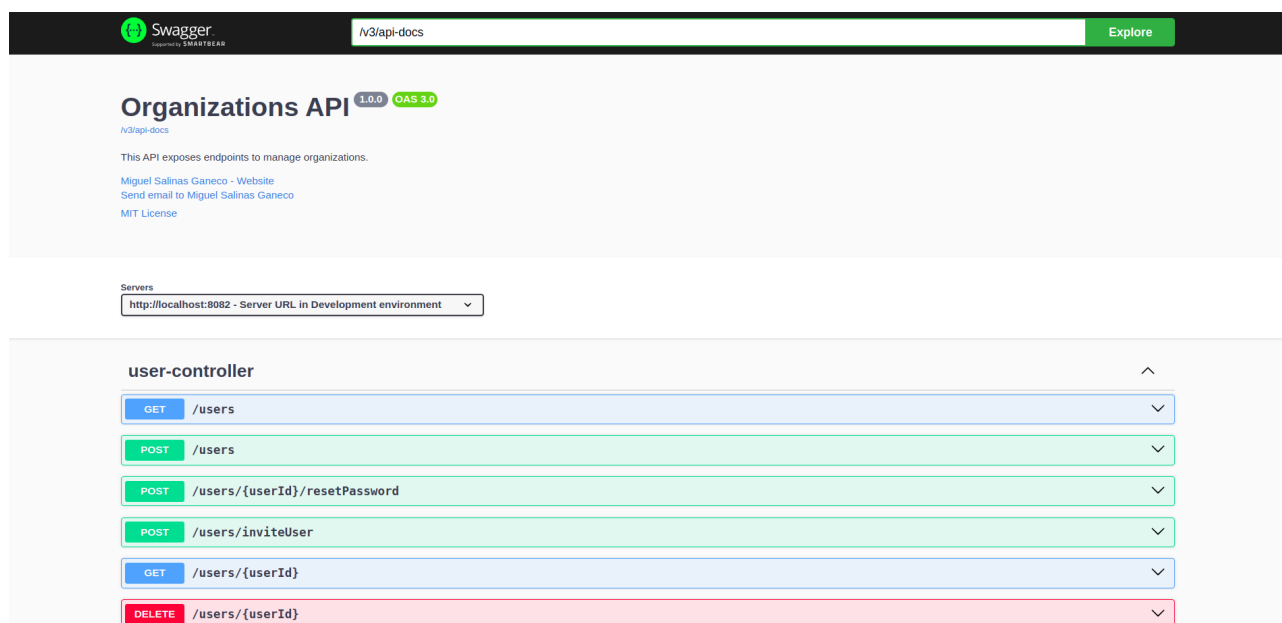 {···} Swagger.
Supported by SMARTBEAR
/v3/api-docs
Explore
Organizations API 1.0.0 OAS 3.0
/v3/api-docs
This API exposes endpoints to manage organizations.
Miguel Salinas Ganeco - Website
Send email to Miguel Salinas Ganeco
MIT License
Servers
http://localhost:8082 - Server URL in Development environment
user-controller
GET /users
POST /users
POST /users/{userId}/resetPassword
POST /users/inviteUser
GET /users/{userId}
DELETE /users/{userId}